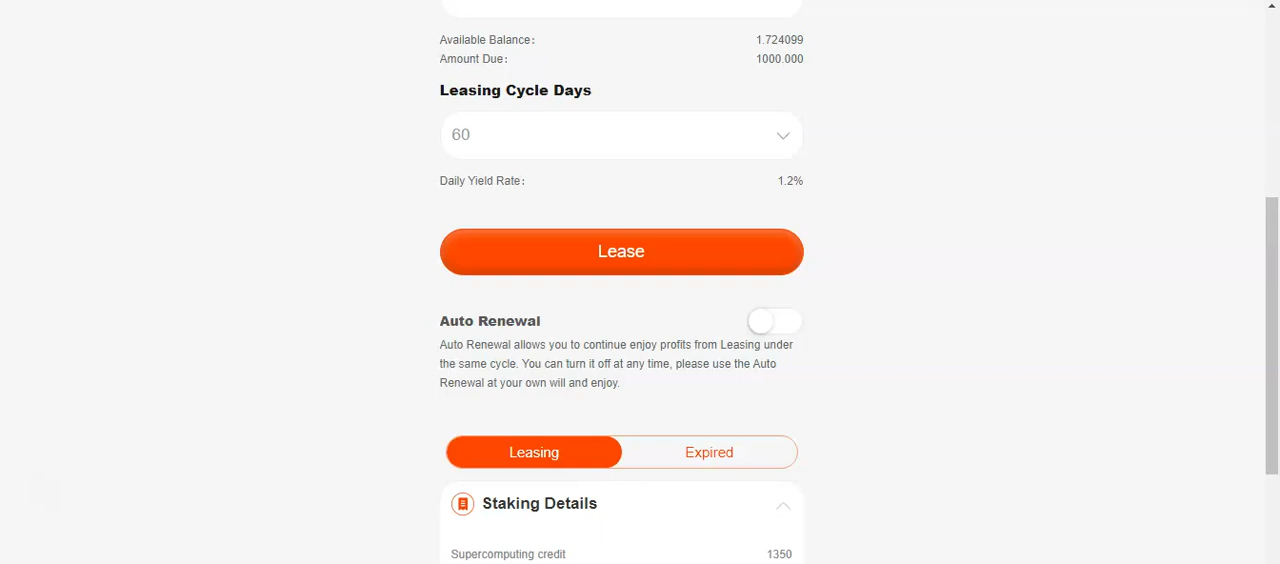 Available Balance: 1.724099
Amount Due: 1000.000
Leasing Cycle Days
60
Daily Yield Rate: 1.2%
Lease
Auto Renewal
Auto Renewal allows you to continue enjoy profits from Leasing under
the same cycle. You can turn it off at any time, please use the Auto
Renewal at your own will and enjoy.
Leasing Expired
Staking Details
Supercomputing credit 1350